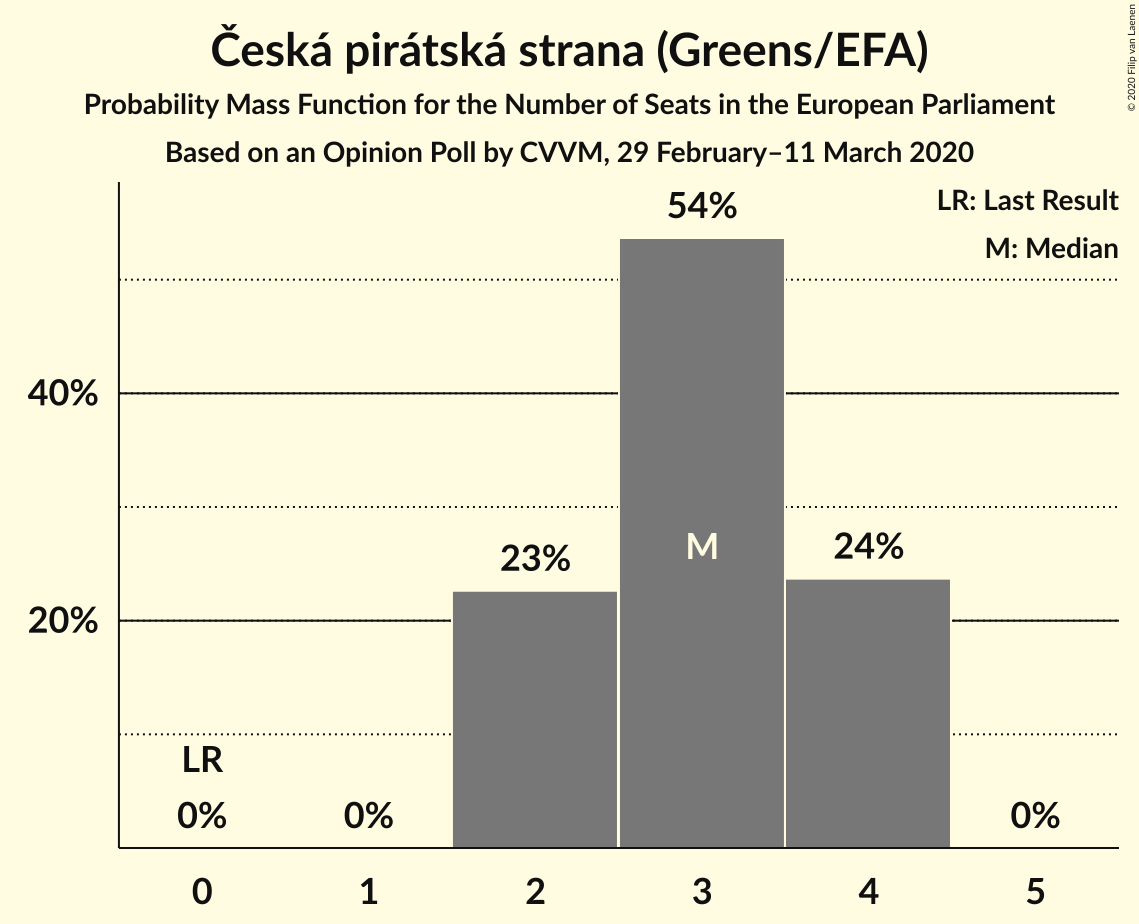 Česká pirátská strana (Greens/EFA)
Probability Mass Function for the Number of Seats in the European Parliament
Based on an Opinion Poll by CVVM, 29 February–11 March 2020
© 2020 Filip van Laenen
LR: Last Result
M: Median
54%
40%
24%
M
23%
20%
LR
0%
0%
0%
0
1
2
3
4
5